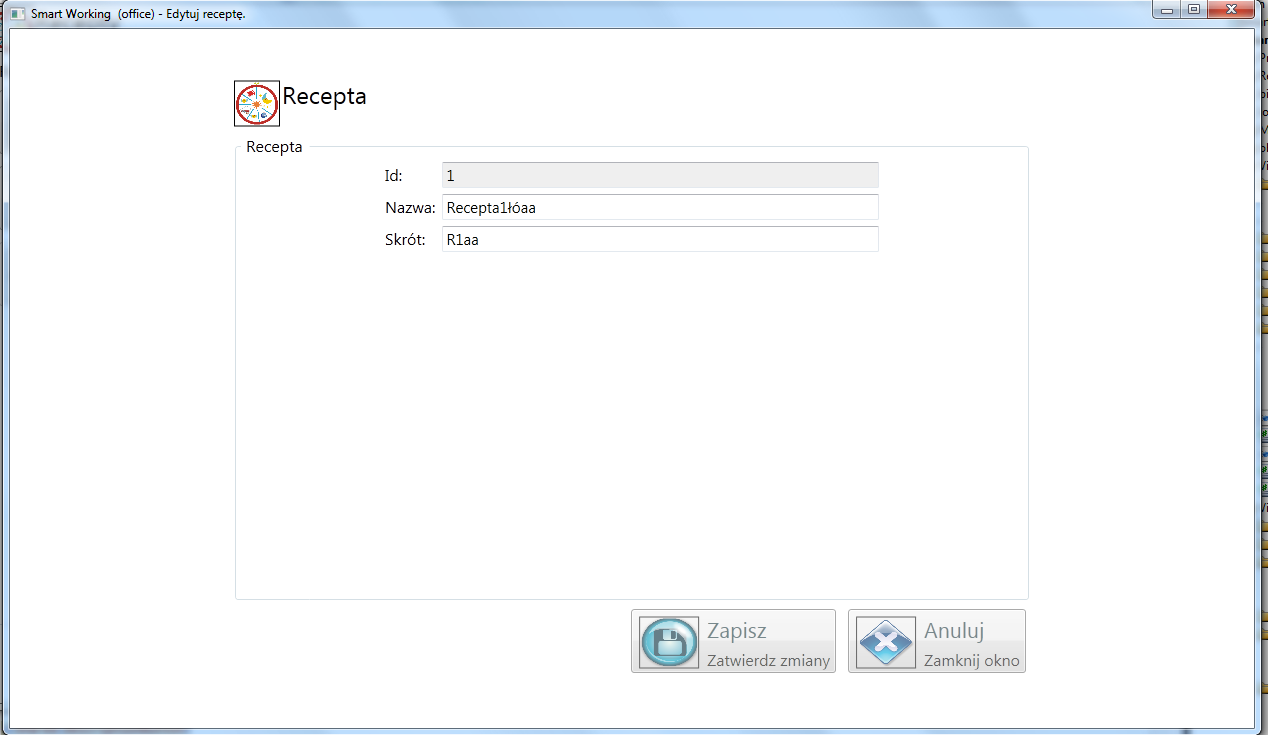 Smart Working (office) - Edytuj receptę.
Recepta
Recepta
Id: 1
Nazwa: Recepta1łóaa
Skrót: R1aa
Zapisz
Zatwierdz zmiany
Anuluj
Zamknij okno